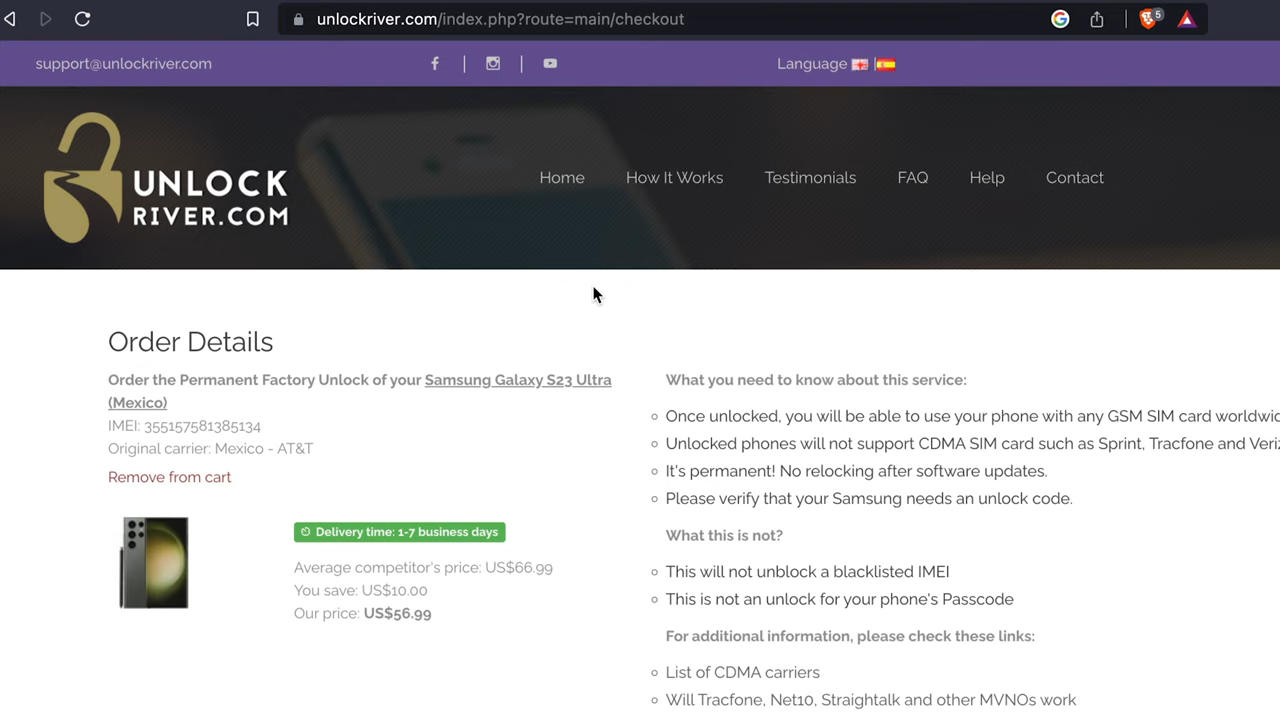 unlockriver.com/index.php?route=main/checkout
5
support@unlockriver.com
Language
UNLOCK
RIVER.COM
Home
How It Works
Testimonials
FAQ
Help
Contact
Order Details
Order the Permanent Factory Unlock of your Samsung Galaxy S23 Ultra
(Mexico)
IMEI: 355157581385134
Original carrier: Mexico - AT&T
Remove from cart
Delivery time: 1-7 business days
Average competitor's price: US$66.99
You save: US$10.00
Our price: US$56.99
What you need to know about this service:
Once unlocked, you will be able to use your phone with any GSM SIM card worldwid
Unlocked phones will not support CDMA SIM card such as Sprint, Tracfone and Veriz
It's permanent! No relocking after software updates.
Please verify that your Samsung needs an unlock code.
What this is not?
This will not unblock a blacklisted IMEI
This is not an unlock for your phone's Passcode
For additional information, please check these links:
List of CDMA carriers
Will Tracfone, Net10, Straightalk and other MVNOs work